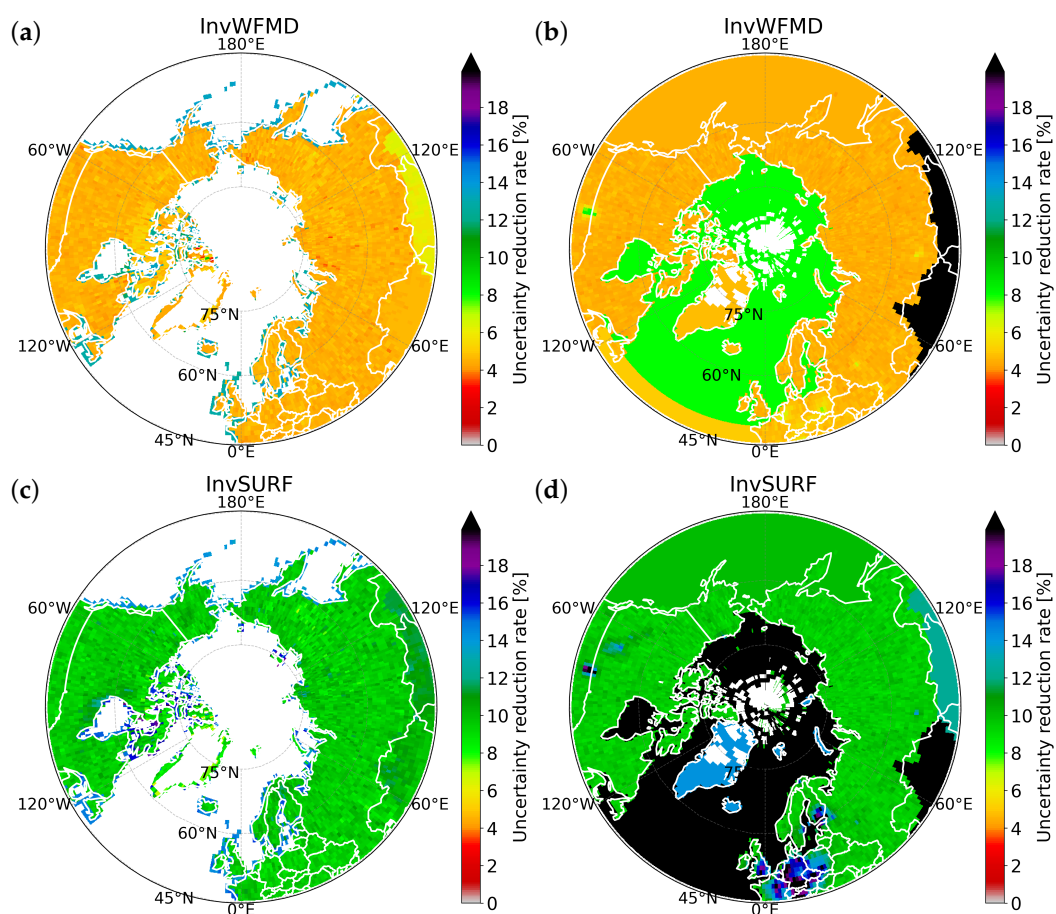 (a)
InvWFMD
180°E
60°W
120°E
75°N
120°W
60°E
60°N
45°N
0°E
18
16
14
12
10
8
6
4
2
0
Uncertainty reduction rate [%]
(b)
InvWFMD
180°E
60°W
120°E
75°N
120°W
60°E
60°N
45°N
0°E
18
16
14
12
10
8
6
4
2
0
Uncertainty reduction rate [%]
(c)
InvSURF
180°E
60°W
120°E
75°N
120°W
60°E
60°N
45°N
0°E
18
16
14
12
10
8
6
4
2
0
Uncertainty reduction rate [%]
(d)
InvSURF
180°E
60°W
120°E
75
120°W
60°E
45°N
0°E
18
16
14
12
10
8
6
4
2
0
Uncertainty reduction rate [%]